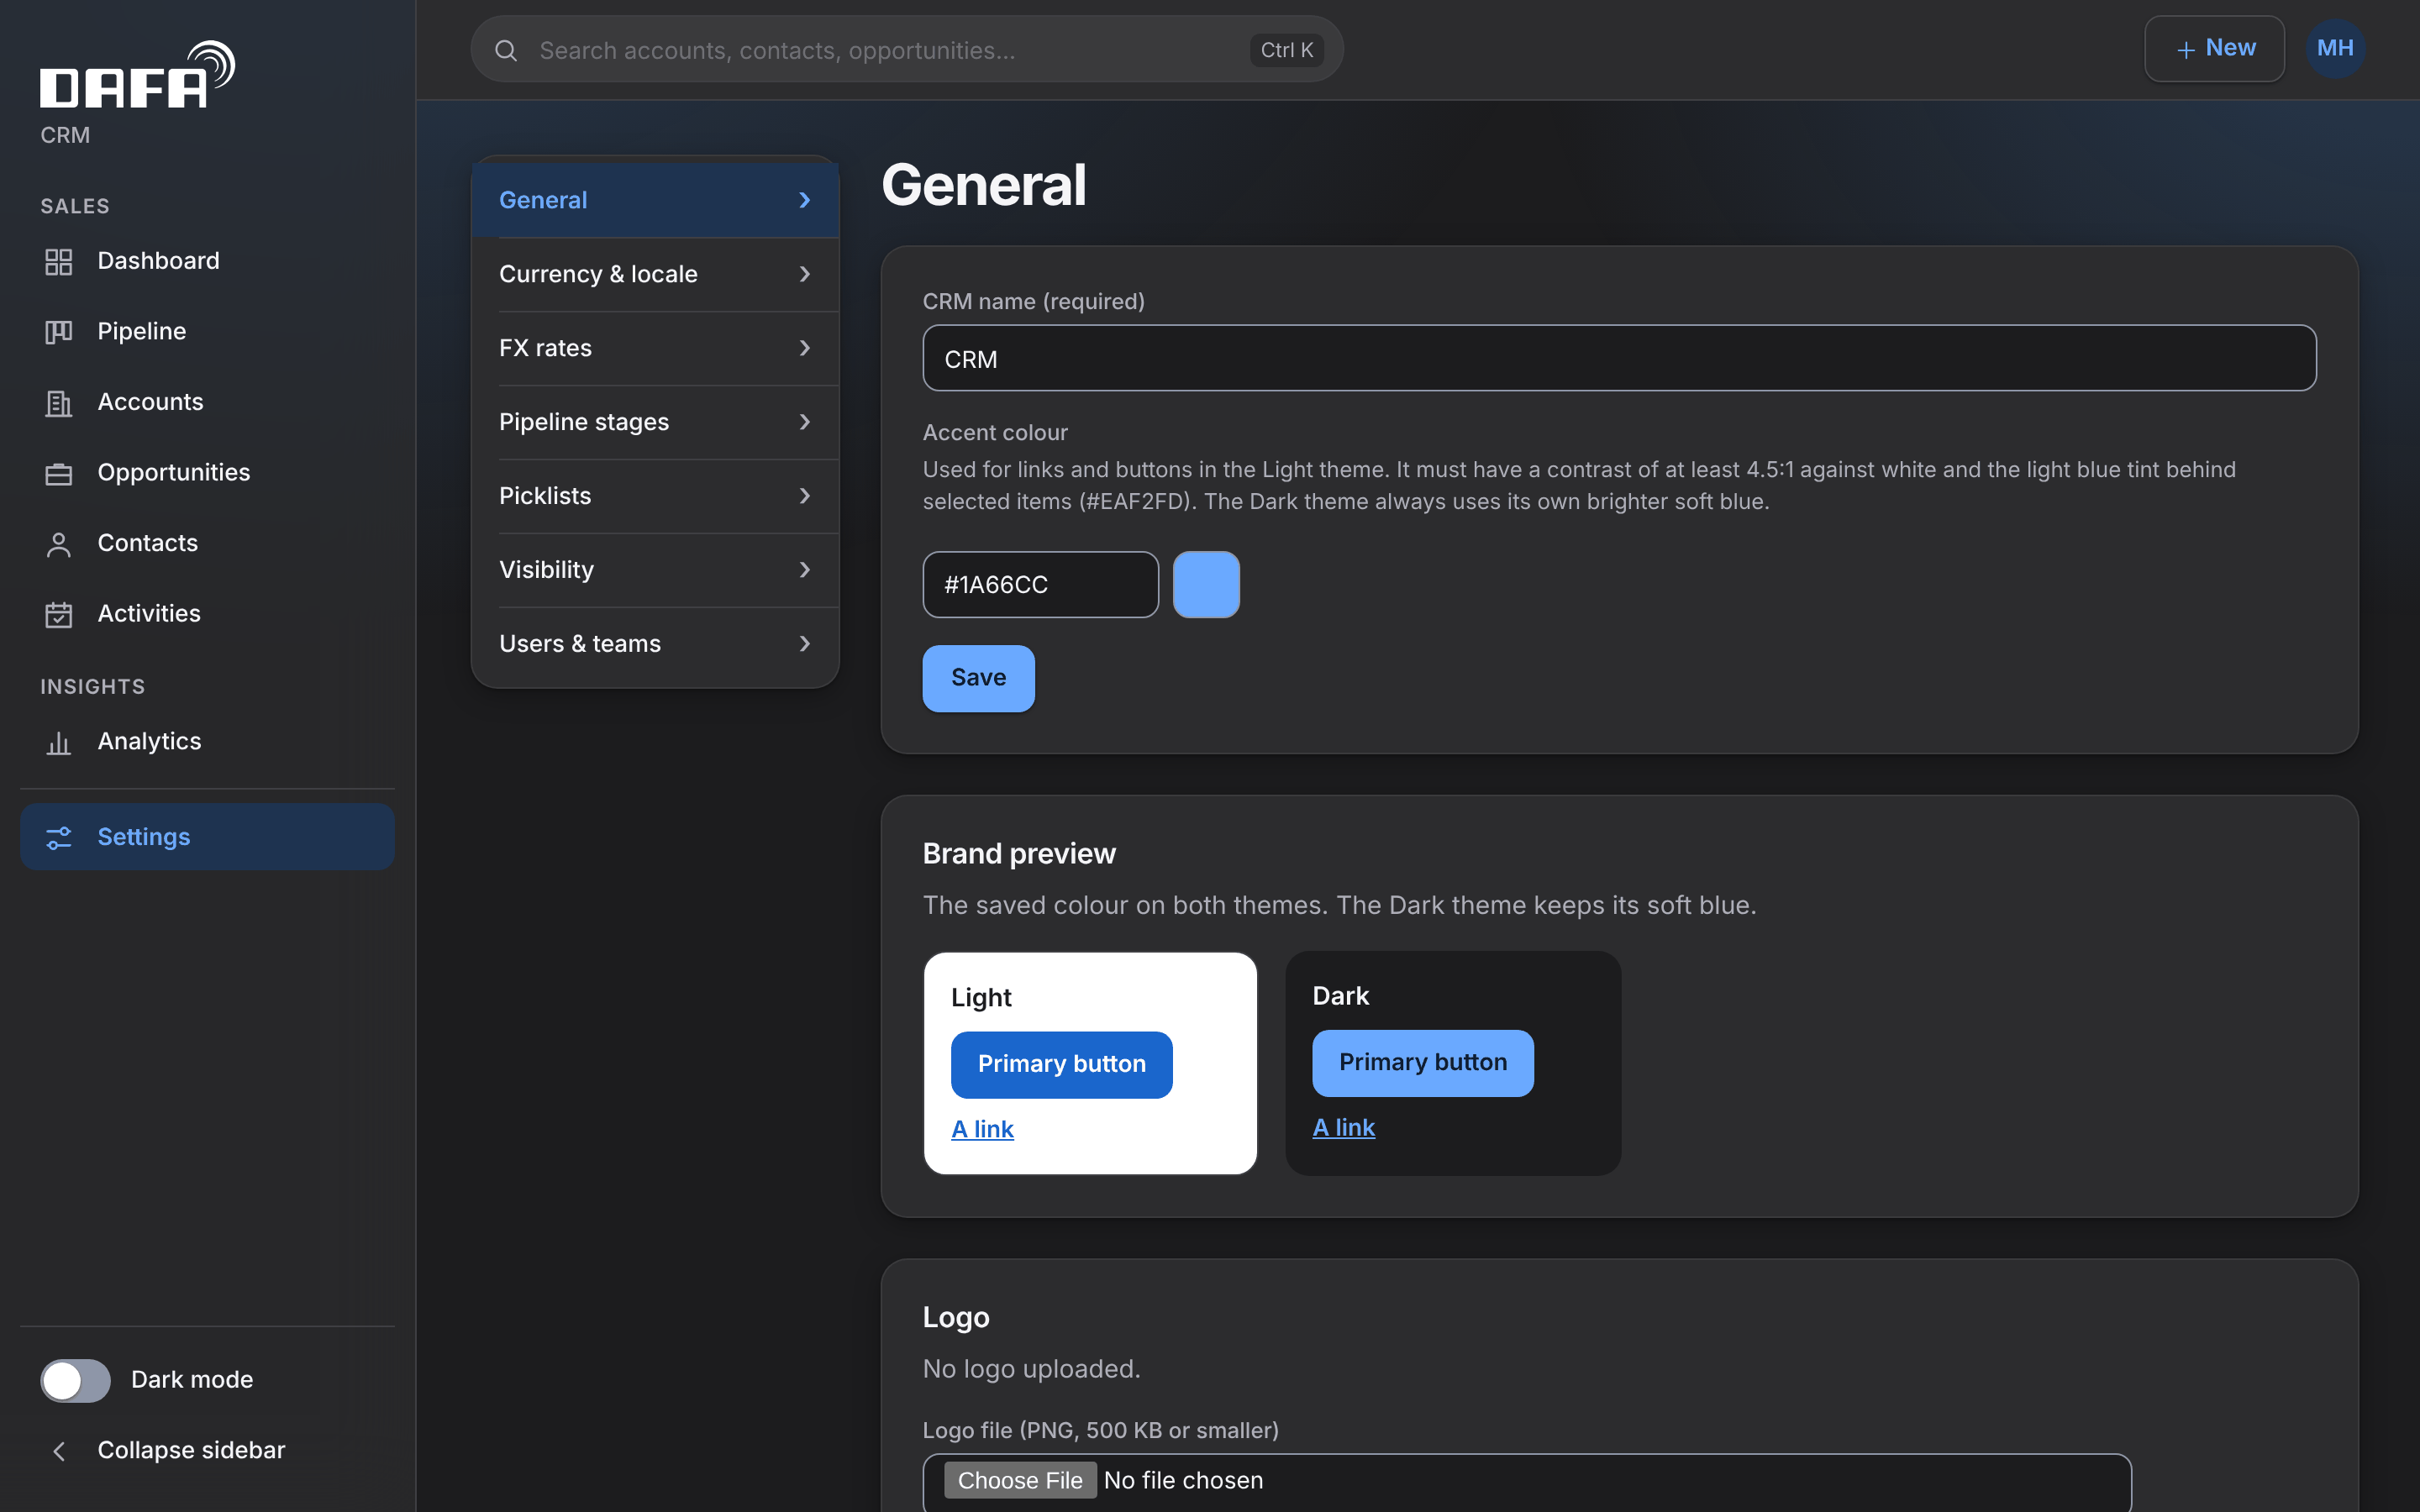 DAFA
CRM
SALES
Dashboard
Pipeline
Accounts
Opportunities
Contacts
Activities
INSIGHTS
Analytics
Settings
Dark mode
Collapse sidebar
Search accounts, contacts, opportunities...
Ctrl K
+ New
MH
General
Currency & locale
FX rates
Pipeline stages
Picklists
Visibility
Users & teams
General
CRM name (required)
CRM
Accent colour
Used for links and buttons in the Light theme. It must have a contrast of at least 4.5:1 against white and the light blue tint behind
selected items (#EAF2FD). The Dark theme always uses its own brighter soft blue.
#1A66CC
Save
Brand preview
The saved colour on both themes. The Dark theme keeps its soft blue.
Light
Primary button
A link
Dark
Primary button
A link
Logo
No logo uploaded.
Logo file (PNG, 500 KB or smaller)
Choose File No file chosen